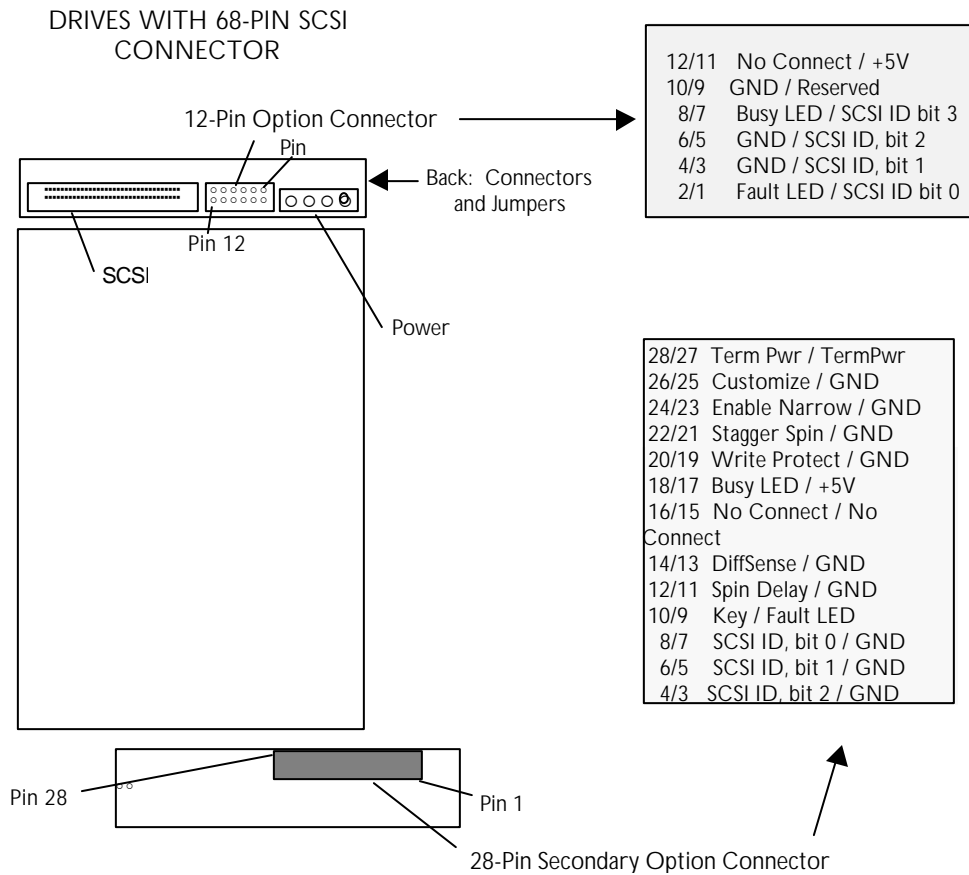 DRIVES WITH 68-PIN SCSI
CONNECTOR
12-Pin Option Connector
Pin
Back: Connectors
and Jumpers
Pin 12
SCSI
Power
12/11 No Connect / +5V
10/9 GND / Reserved
8/7 Busy LED / SCSI ID bit 3
6/5 GND / SCSI ID, bit 2
4/3 GND / SCSI ID, bit 1
2/1 Fault LED / SCSI ID bit 0
28/27 Term Pwr / TermPwr
26/25 Customize / GND
24/23 Enable Narrow / GND
22/21 Stagger Spin / GND
20/19 Write Protect / GND
18/17 Busy LED / +5V
16/15 No Connect / No
Connect
14/13 DiffSense / GND
12/11 Spin Delay / GND
10/9 Key / Fault LED
8/7 SCSI ID, bit 0 / GND
6/5 SCSI ID, bit 1 / GND
4/3 SCSI ID, bit 2 / GND
Pin 28
Pin 1
28-Pin Secondary Option Connector